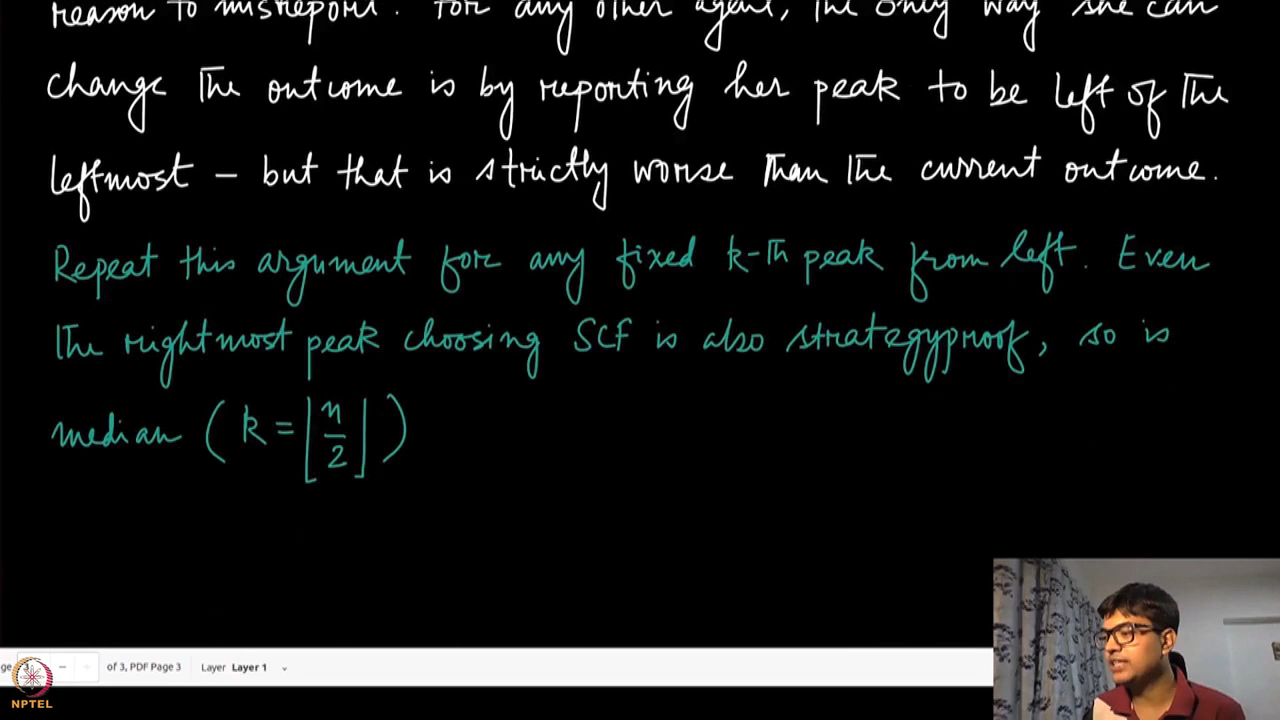 reason to misreport. For any other agent, the only way she can
change the outcome is by reporting her peak to be left of the
leftmost – but that is strictly worse than the current outcome.
Repeat this argument for any fixed k-th peak from left. Even
the rightmost peak choosing SCF is also strategyproof, so is
median (k = ⌊n/2⌋)
ge 3 of 3, PDF Page 3 Layer Layer 1
NPTEL